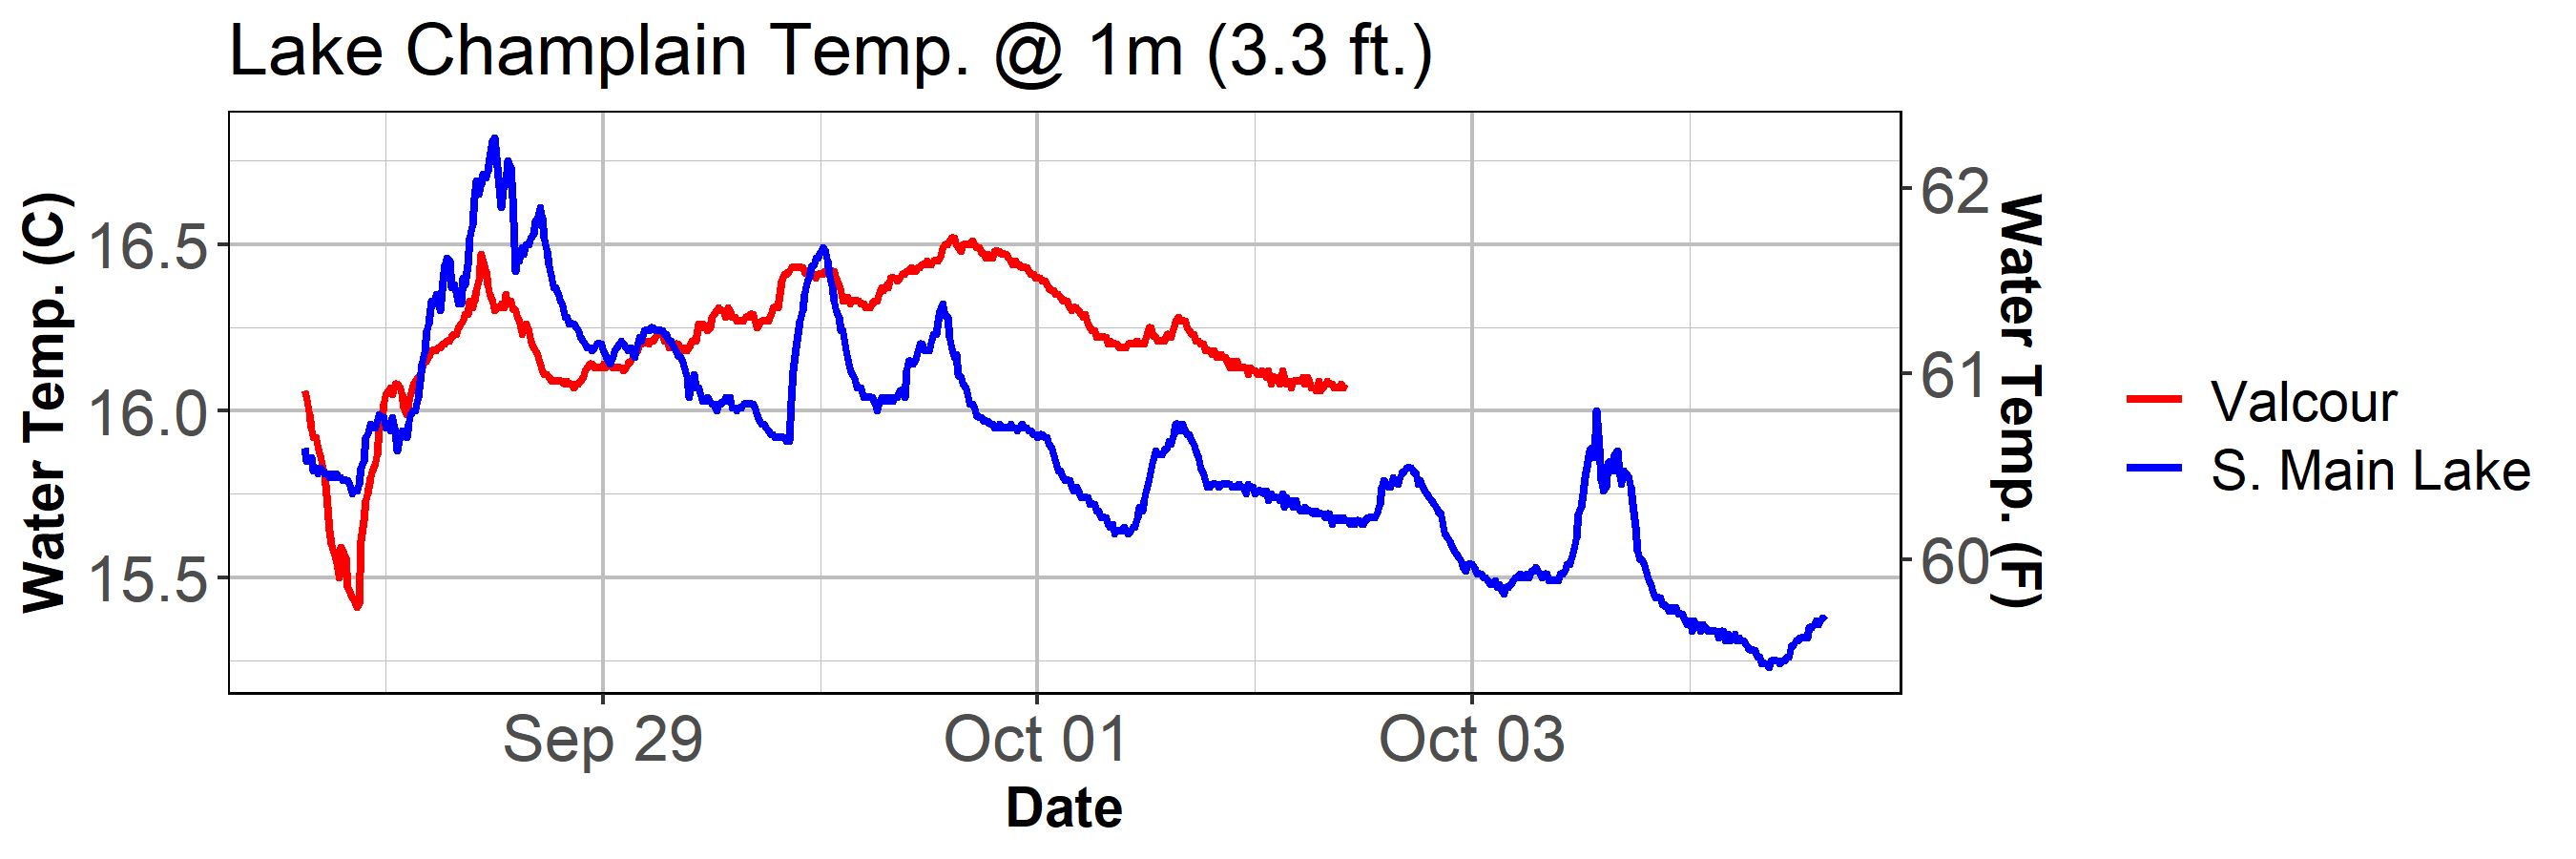 Lake Champlain Temp. @ 1m (3.3 ft.)
Water Temp. (C)
16.5
16.0
15.5
62
61
60
Water Temp. (F)
Sep 29
Oct 01
Oct 03
Date
Valcour
S. Main Lake